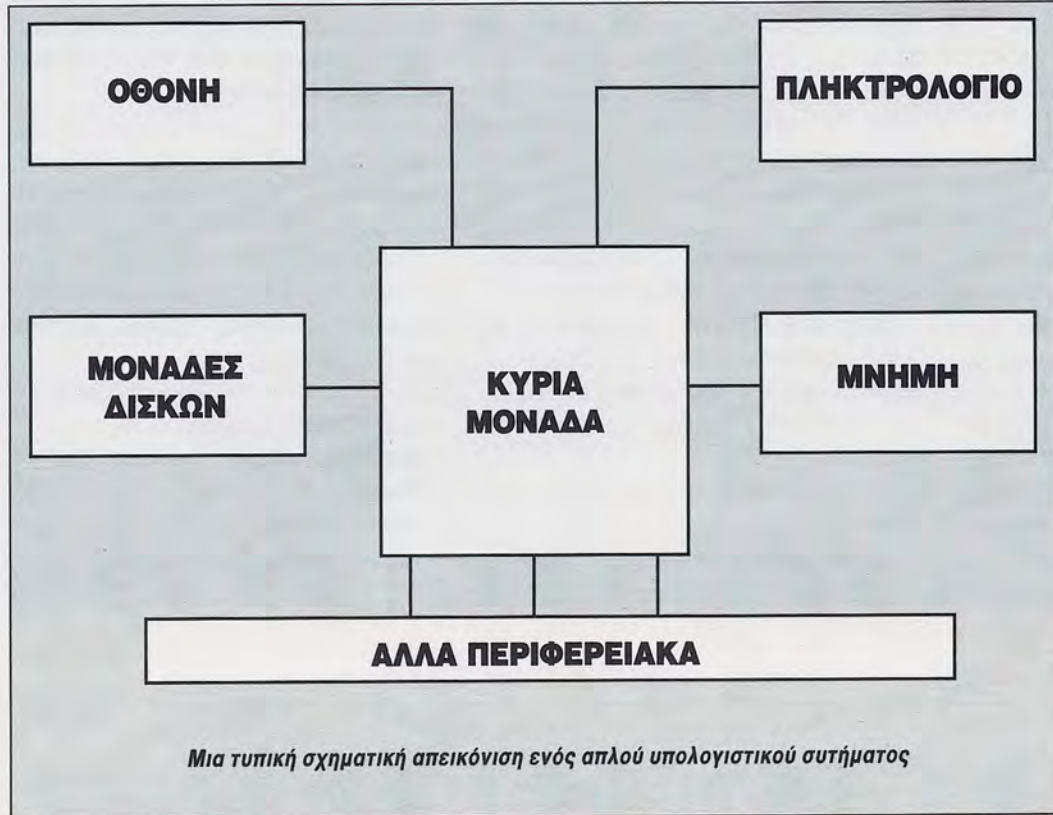 ΟΘΟΝΗ
ΠΛΗΚΤΡΟΛΟΓΙΟ
ΜΟΝΑΔΕΣ
ΔΙΣΚΩΝ
ΚΥΡΙΑ
ΜΟΝΑΔΑ
ΜΝΗΜΗ
ΑΛΛΑ ΠΕΡΙΦΕΡΕΙΑΚΑ
Μια τυπική σχηματική απεικόνιση ενός απλού υπολογιστικού συτήματος